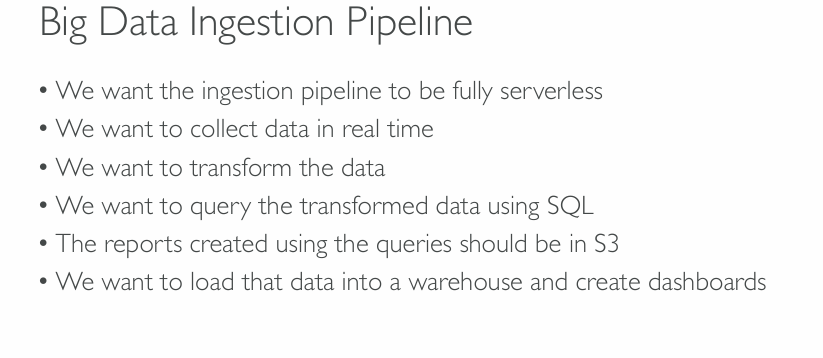 Big Data Ingestion Pipeline
• We want the ingestion pipeline to be fully serverless
• We want to collect data in real time
• We want to transform the data
• We want to query the transformed data using SQL
• The reports created using the queries should be in S3
• We want to load that data into a warehouse and create dashboards